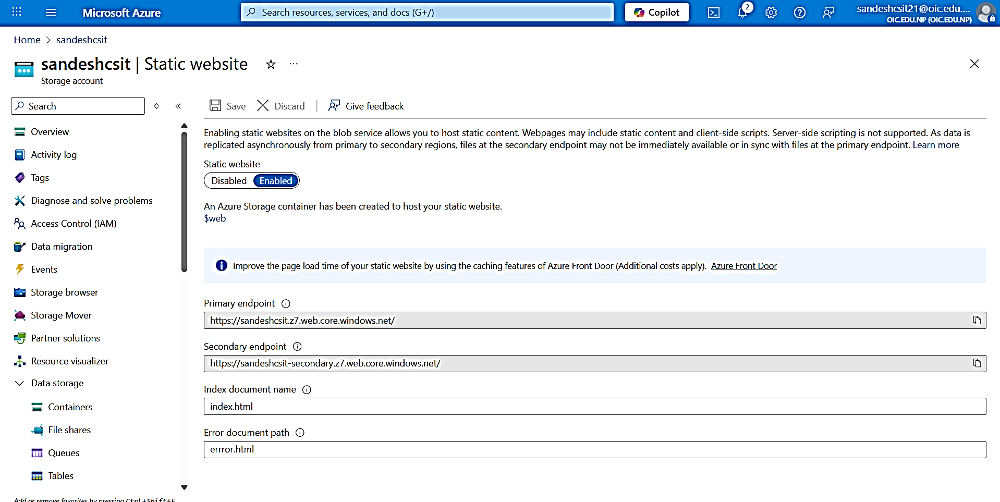 Microsoft Azure
Search resources, services, and docs (G+/)
Copilot
2
sandeshcsit21@oic.edu....
OIC.EDU.NP (OIC.EDU.NP)
Home > sandeshcsit
sandeshcsit | Static website
Storage account
Search
Save
Discard
Give feedback
Overview
Activity log
Tags
Diagnose and solve problems
Access Control (IAM)
Data migration
Events
Storage browser
Storage Mover
Partner solutions
Resource visualizer
Data storage
Containers
File shares
Queues
Tables
Add or remove favorites by pressing Ctrl+Shift+F
Enabling static websites on the blob service allows you to host static content. Webpages may include static content and client-side scripts. Server-side scripting is not supported. As data is
replicated asynchronously from primary to secondary regions, files at the secondary endpoint may not be immediately available or in sync with files at the primary endpoint. Learn more
Static website
Disabled Enabled
An Azure Storage container has been created to host your static website.
$web
Improve the page load time of your static website by using the caching features of Azure Front Door (Additional costs apply). Azure Front Door
Primary endpoint
https://sandeshcsit.z7.web.core.windows.net/
Secondary endpoint
https://sandeshcsit-secondary.z7.web.core.windows.net/
Index document name
index.html
Error document path
errror.html